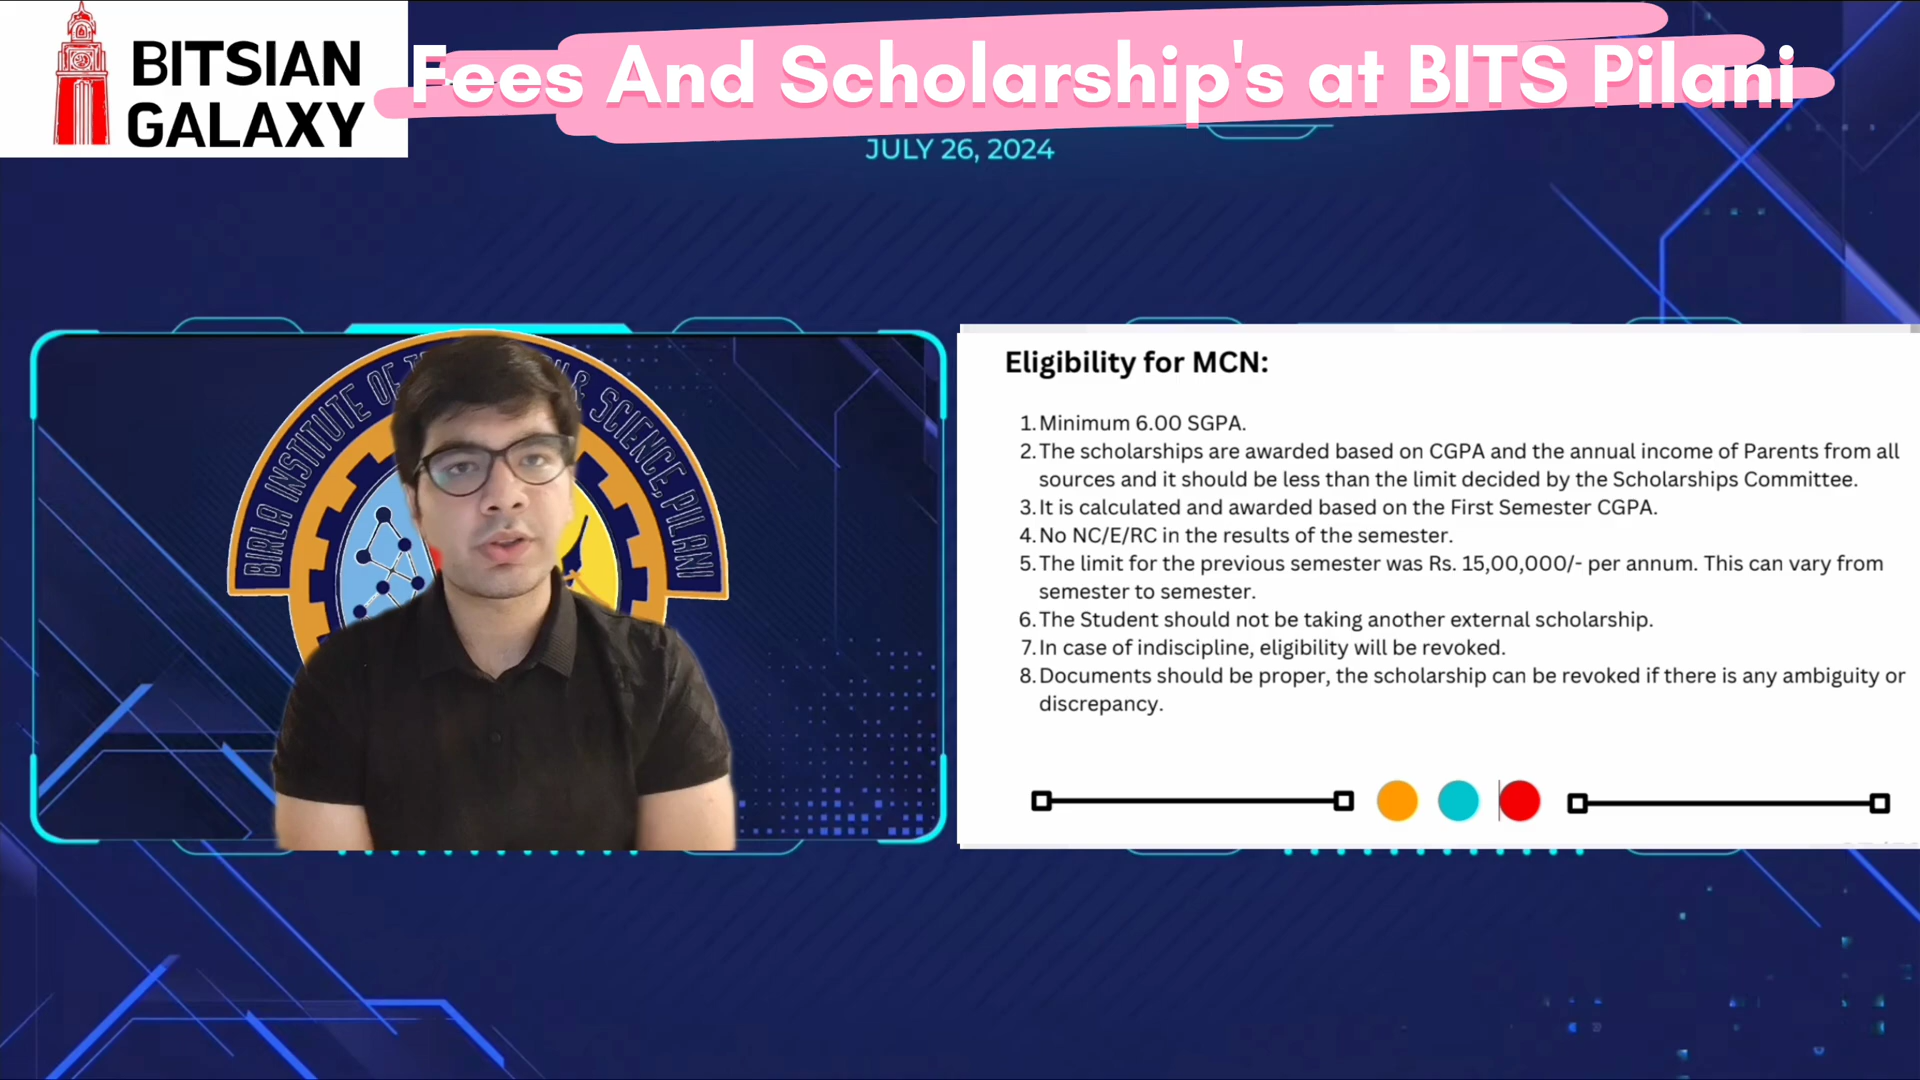 BITSIAN
GALAXY
Fees And Scholarship's at BITS Pilani
JULY 26, 2024
BIRLA INSTITUTE OF & SCIENCE, PILANI
Eligibility for MCN:
1. Minimum 6.00 SGPA.
2. The scholarships are awarded based on CGPA and the annual income of Parents from all
sources and it should be less than the limit decided by the Scholarships Committee.
3. It is calculated and awarded based on the First Semester CGPA.
4. No NC/E/RC in the results of the semester.
5. The limit for the previous semester was Rs. 15,00,000/- per annum. This can vary from
semester to semester.
6. The Student should not be taking another external scholarship.
7. In case of indiscipline, eligibility will be revoked.
8. Documents should be proper, the scholarship can be revoked if there is any ambiguity or
discrepancy.